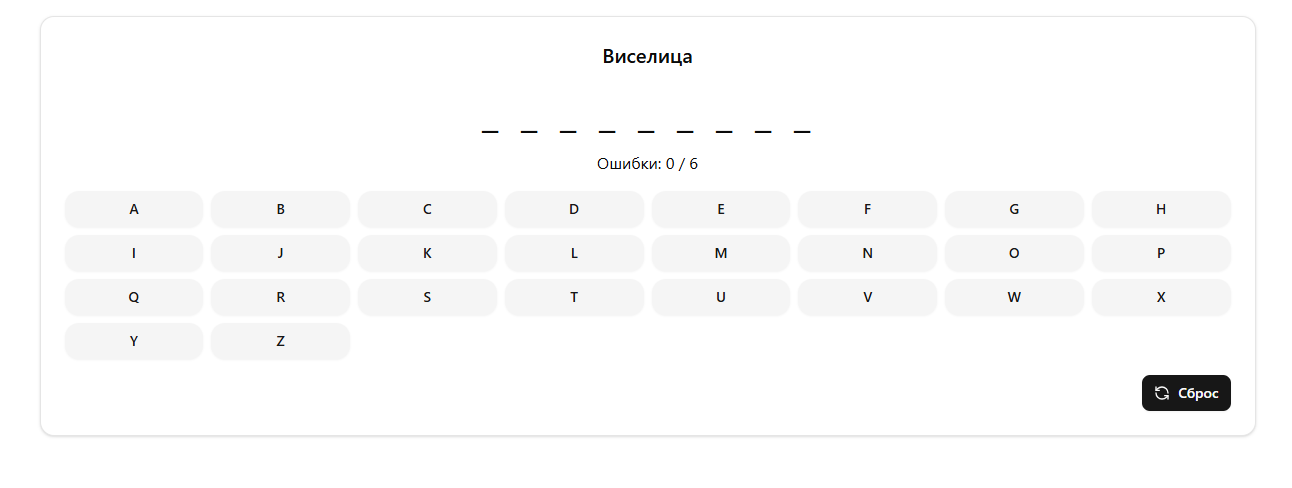 Виселица
_ _ _ _ _ _ _ _ _
Ошибки: 0 / 6
A B C D E F G H
I J K L M N O P
Q R S T U V W X
Y Z
Сброс